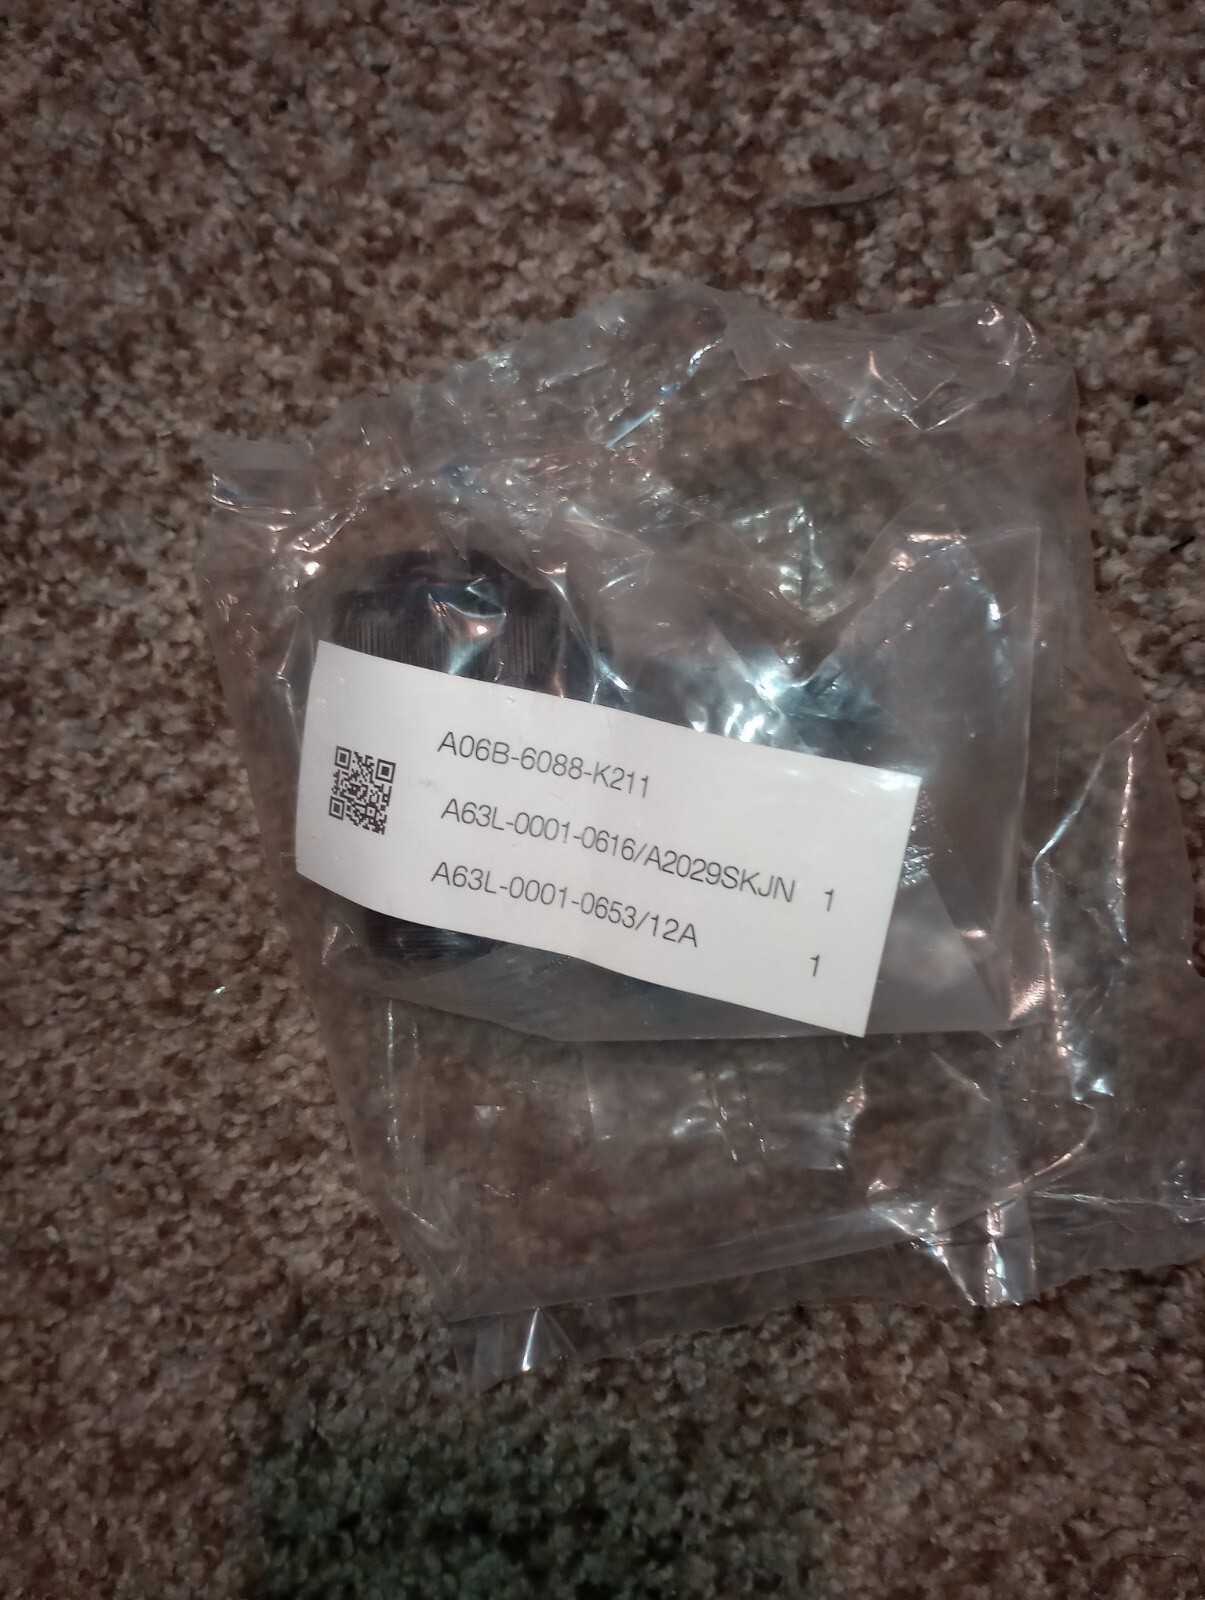 A06B-6088-K211
A63L-0001-0616/A2029SKJN 1
A63L-0001-0653/12A 1